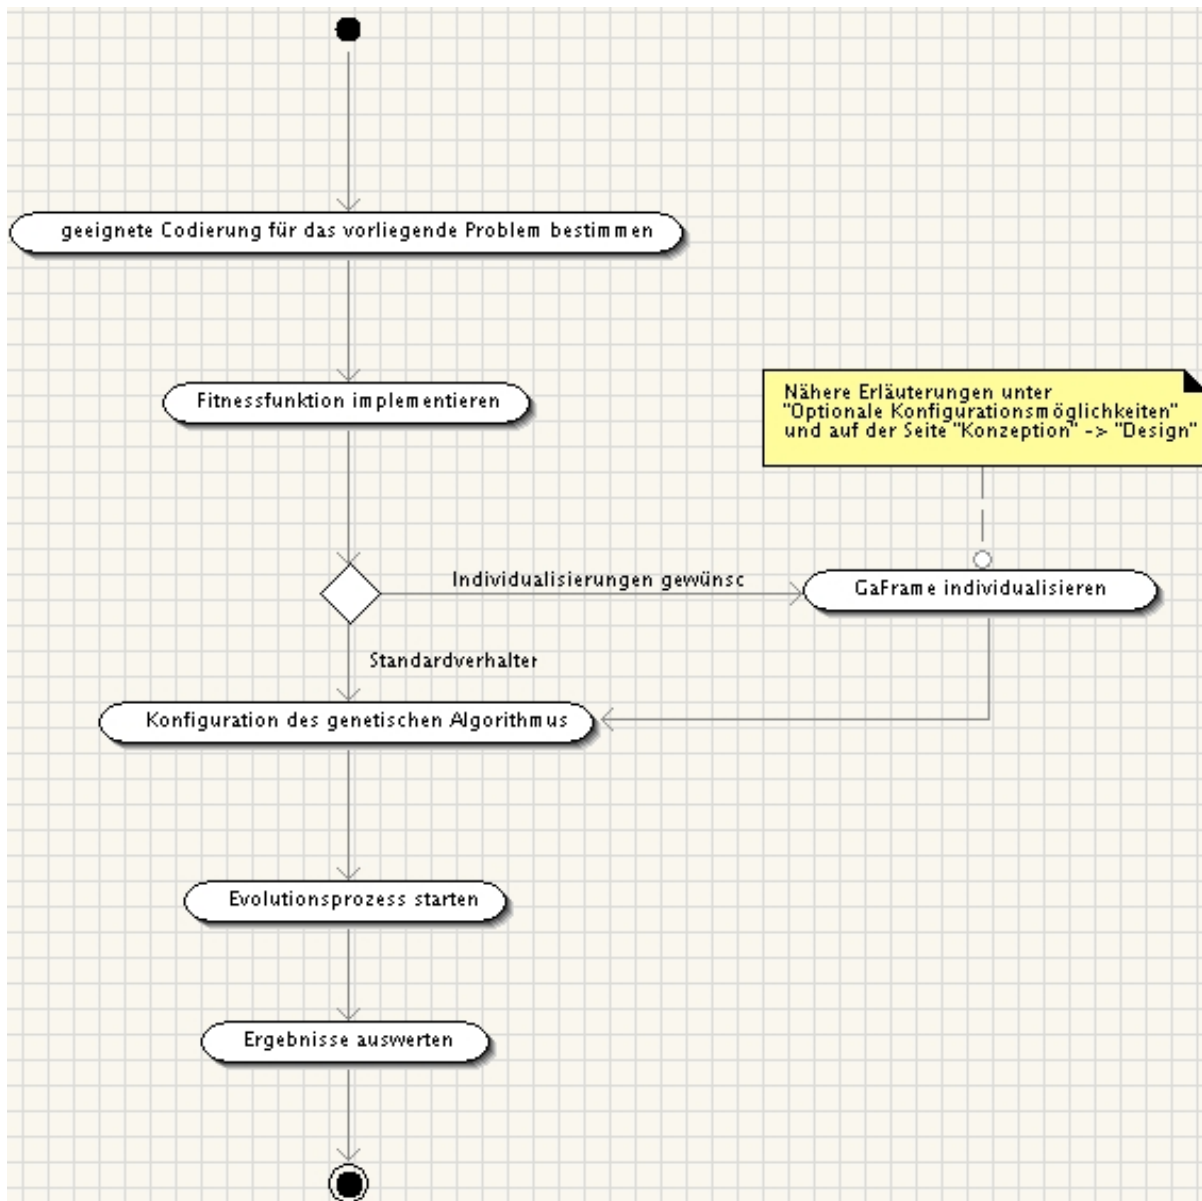 geeignete Codierung für das vorliegende Problem bestimmen
Fitnessfunktion implementieren
Nähere Erläuterungen unter
"Optionale Konfigurationsmöglichkeiten"
und auf der Seite "Konzeption" -> "Design"
Individualisierungen gewünsc
GaFrame individualisieren
Standardverhalter
Konfiguration des genetischen Algorithmus
Evolutionsprozess starten
Ergebnisse auswerten